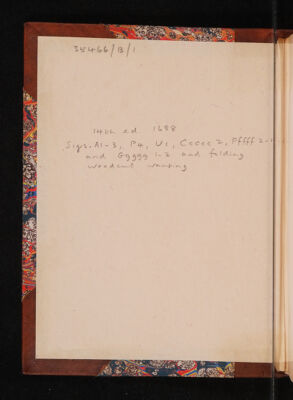 35466/B/1
14th ed. 1688
Sigs. A1-3, P4, U1, Ccccc 2, Fffff 2-
and Ggggg 1-2 and folding
woodcut wanting